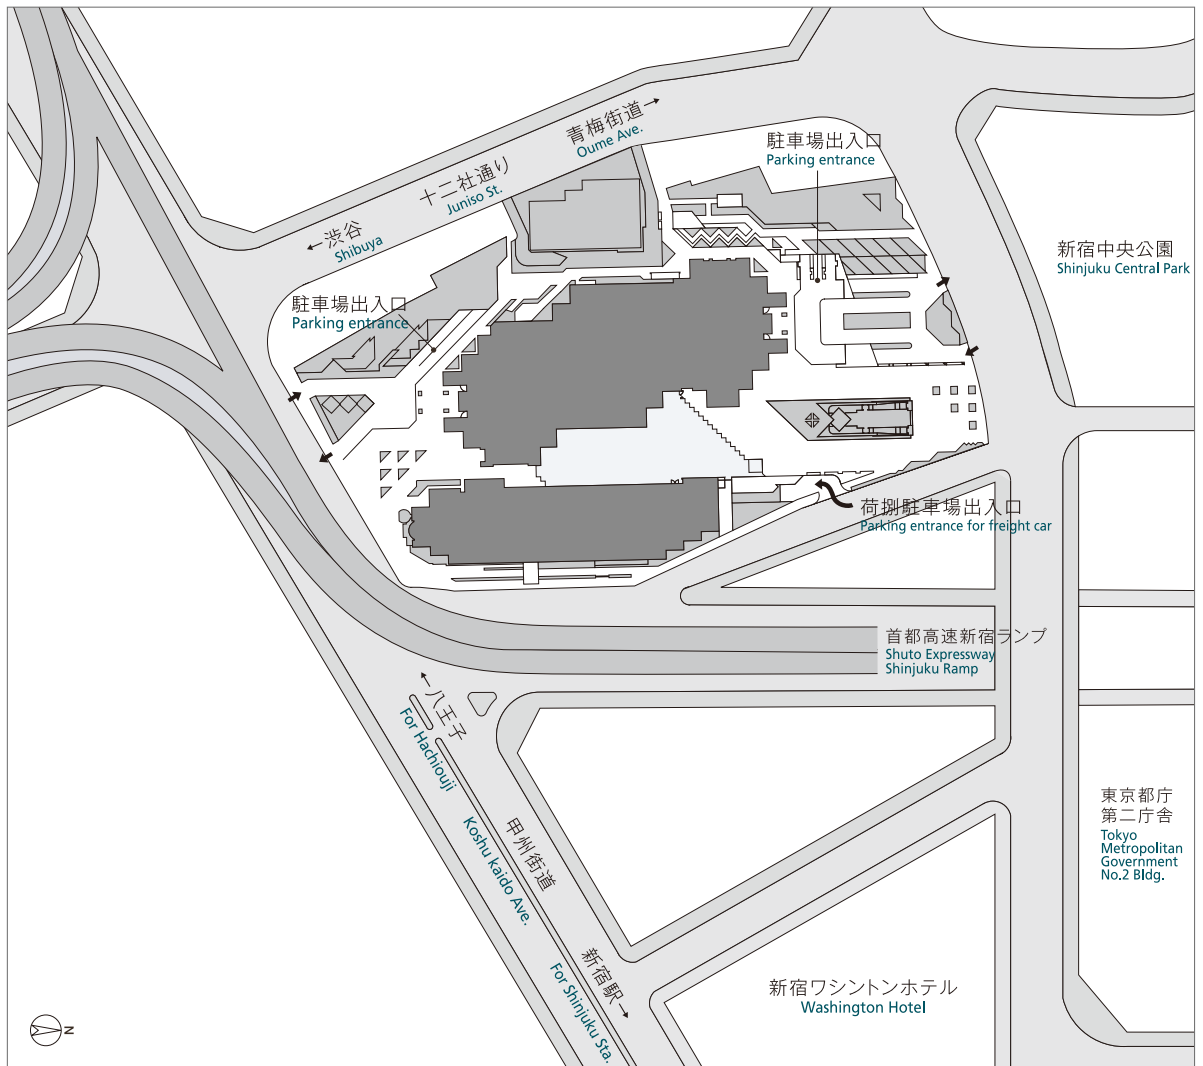 青梅街道→
Oume Ave.
十二社通り
Juniso St.
←渋谷
Shibuya
駐車場出入口
Parking entrance
駐車場出入口
Parking entrance
新宿中央公園
Shinjuku Central Park
荷捌駐車場出入口
Parking entrance for freight car
首都高速新宿ランプ
Shuto Expressway
Shinjuku Ramp
←八王子
For Hachiouji
甲州街道
Koshu kaido Ave.
新宿駅→
For Shinjuku Sta.
東京都庁
第二庁舎
Tokyo
Metropolitan
Government
No.2 Bldg.
新宿ワシントンホテル
Washington Hotel
N